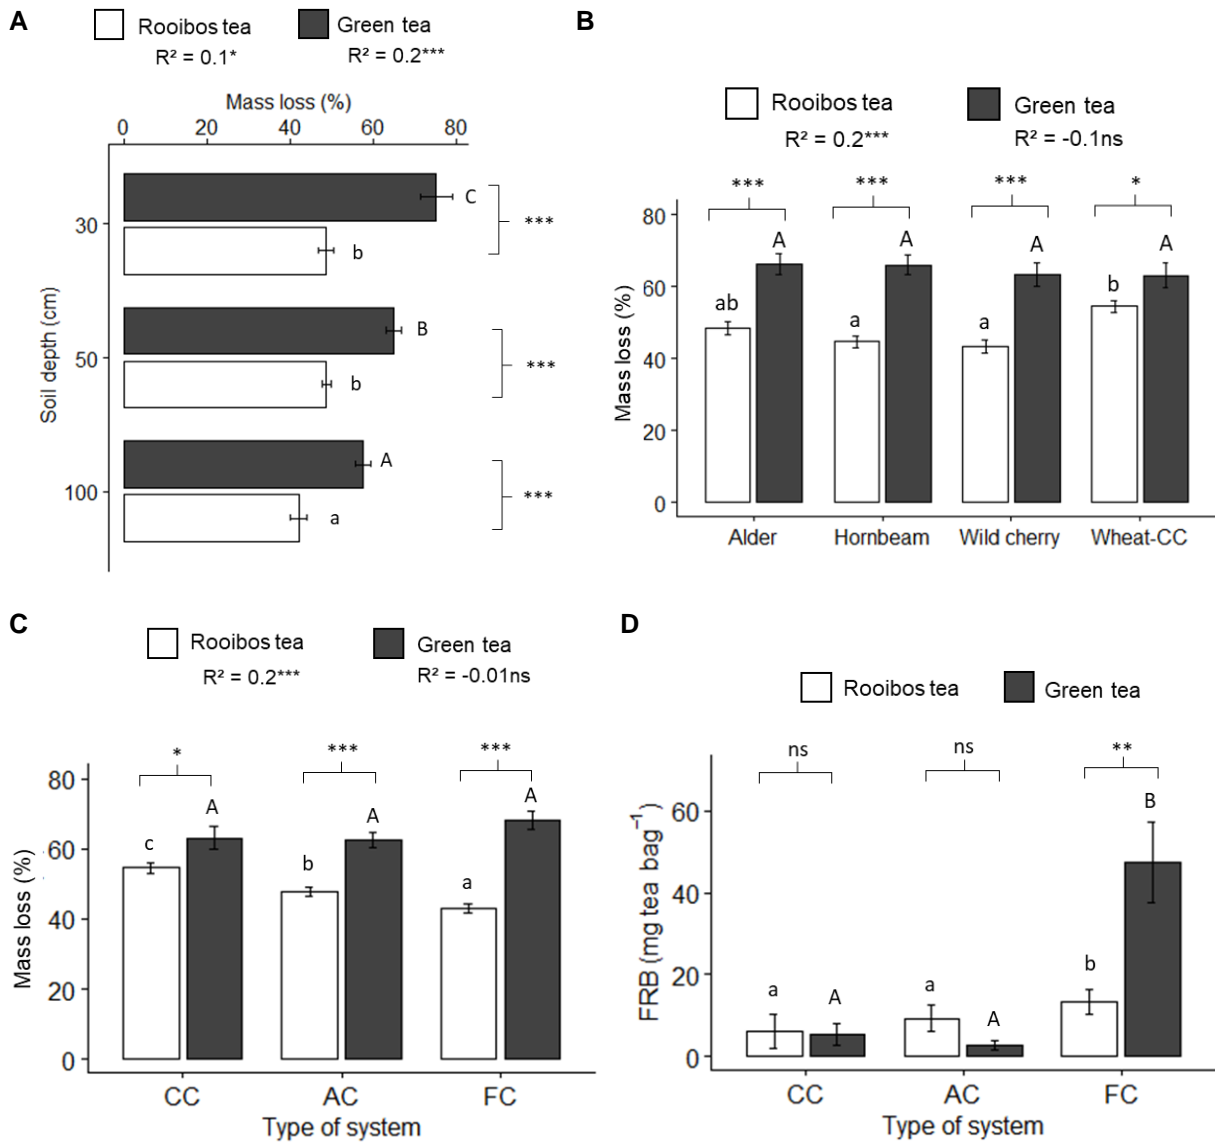 A
Rooibos tea
Green tea
R² = 0.1*
R² = 0.2***
Mass loss (%)
0 20 40 60 80
Soil depth (cm)
30
C
b
***
50
B
b
***
100
A
a
***
B
Rooibos tea
Green tea
R² = 0.2***
R² = -0.1ns
*** *** *** *
Mass loss (%)
80
60
40
20
0
ab A a A a A b A
Alder Hornbeam Wild cherry Wheat-CC
C
Rooibos tea
Green tea
R² = 0.2***
R² = -0.01ns
* *** ***
Mass loss (%)
80
60
40
20
0
c A b A a A
CC AC FC
Type of system
D
Rooibos tea
Green tea
ns ns **
FRB (mg tea bag⁻¹)
60
40
20
0
a A a A b B
CC AC FC
Type of system